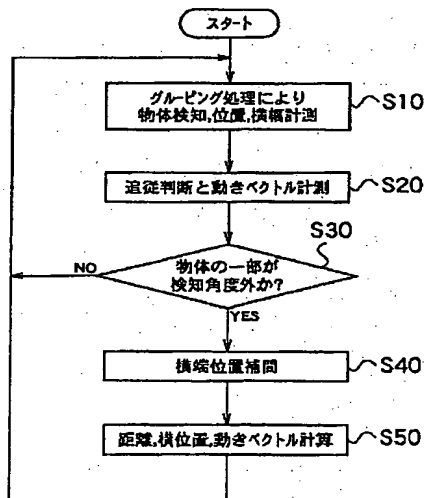 スタート
グルーピング処理により
物体検知,位置,横幅計測
S10
追従判断と動きベクトル計測
S20
S30
物体の一部が
検知角度外か?
NO
YES
横端位置補間
S40
距離,横位置,動きベクトル計算
S50